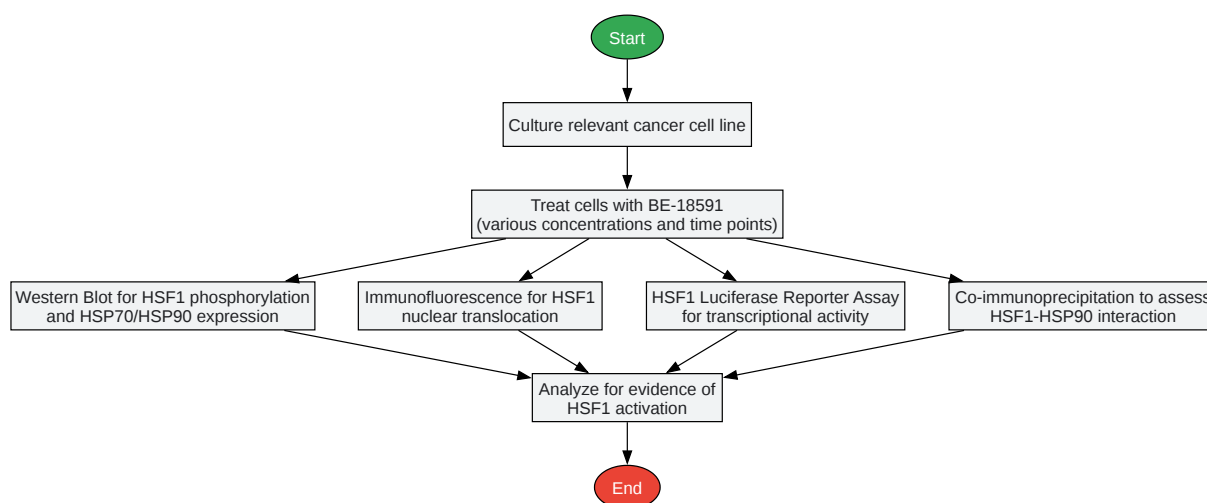 Start
Culture relevant cancer cell line
Treat cells with BE-18591
(various concentrations and time points)
Western Blot for HSF1 phosphorylation
and HSP70/HSP90 expression
Immunofluorescence for HSF1
nuclear translocation
HSF1 Luciferase Reporter Assay
for transcriptional activity
Co-immunoprecipitation to assess
HSF1-HSP90 interaction
Analyze for evidence of
HSF1 activation
End